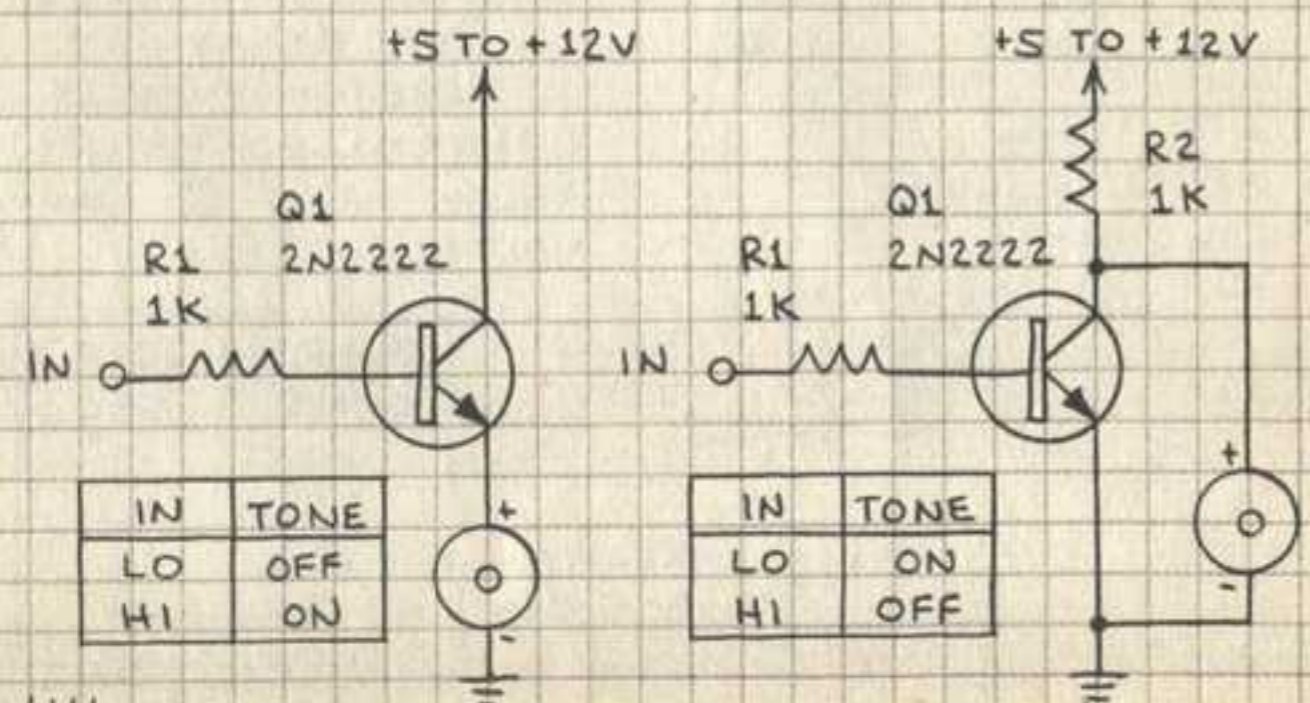 +5 TO +12V
Q1
2N2222
R1
1K
IN
+
-
IN TONE
LO OFF
HI ON
+5 TO +12V
R2
1K
Q1
2N2222
R1
1K
IN
+
-
IN TONE
LO ON
HI OFF